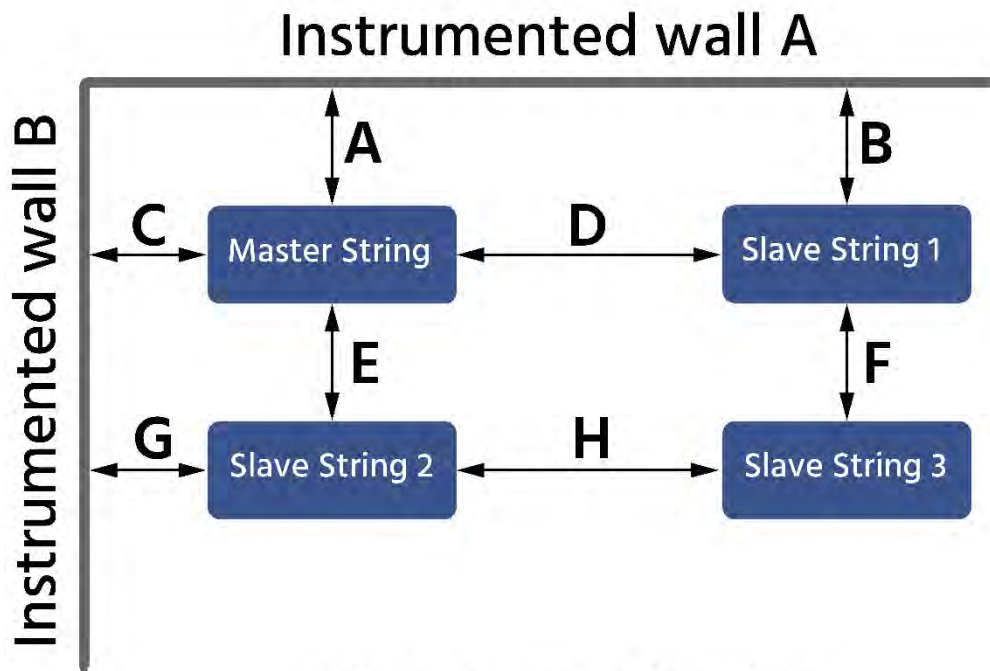 Instrumented wall A
Instrumented wall B
A
B
C
Master String
D
Slave String 1
E
F
G
Slave String 2
H
Slave String 3